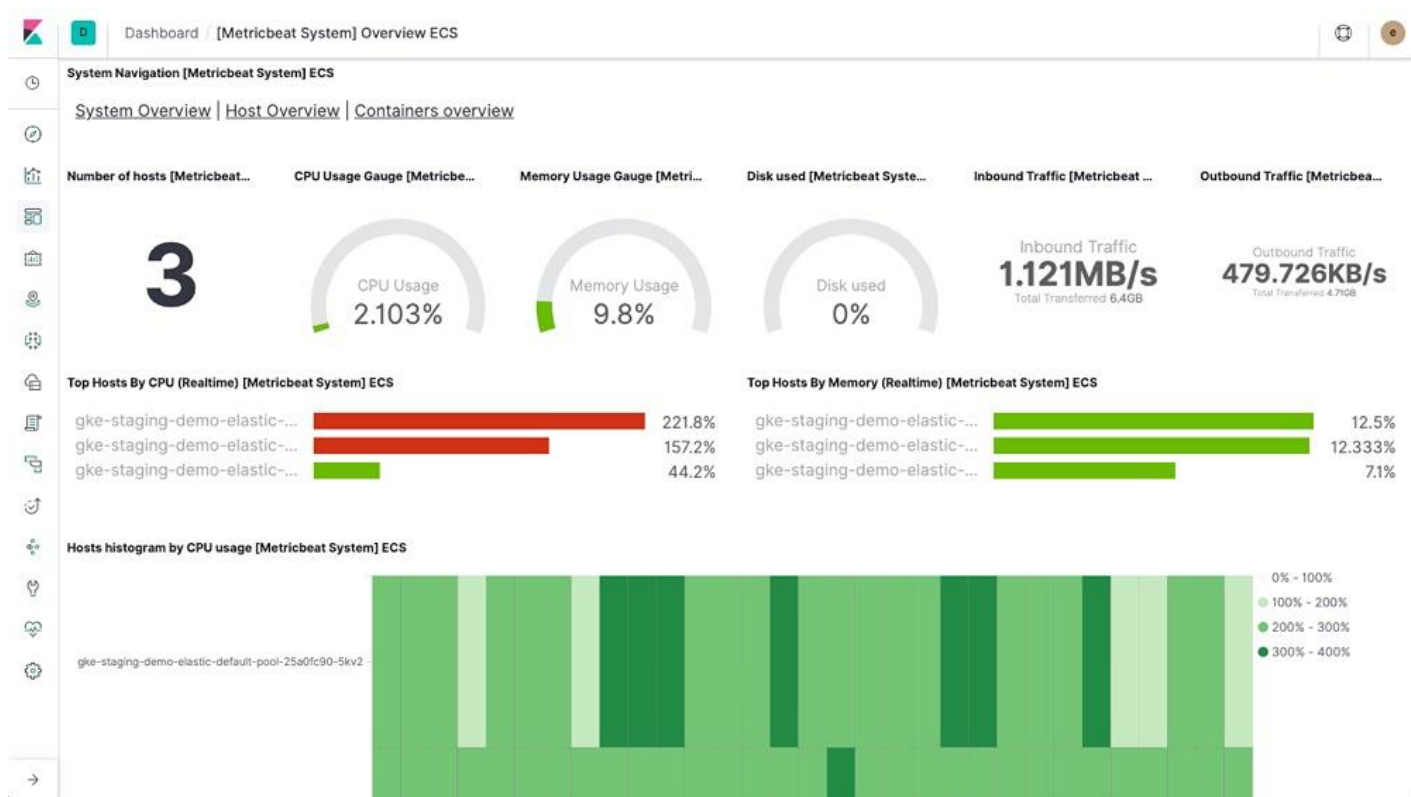 D Dashboard / [Metricbeat System] Overview ECS e
System Navigation [Metricbeat System] ECS
System Overview | Host Overview | Containers overview
Number of hosts [Metricbeat...
3
CPU Usage Gauge [Metricbe...
CPU Usage
2.103%
Memory Usage Gauge [Metri...
Memory Usage
9.8%
Disk used [Metricbeat Syste...
Disk used
0%
Inbound Traffic [Metricbeat ...
Inbound Traffic
1.121MB/s
Total Transferred 6.4GB
Outbound Traffic [Metricbea...
Outbound Traffic
479.726KB/s
Total Transferred 4.71GB
Top Hosts By CPU (Realtime) [Metricbeat System] ECS
gke-staging-demo-elastic-... 221.8%
gke-staging-demo-elastic-... 157.2%
gke-staging-demo-elastic-... 44.2%
Top Hosts By Memory (Realtime) [Metricbeat System] ECS
gke-staging-demo-elastic-... 12.5%
gke-staging-demo-elastic-... 12.333%
gke-staging-demo-elastic-... 7.1%
Hosts histogram by CPU usage [Metricbeat System] ECS
gke-staging-demo-elastic-default-pool-25a0fc90-5kv2
0% - 100%
100% - 200%
200% - 300%
300% - 400%